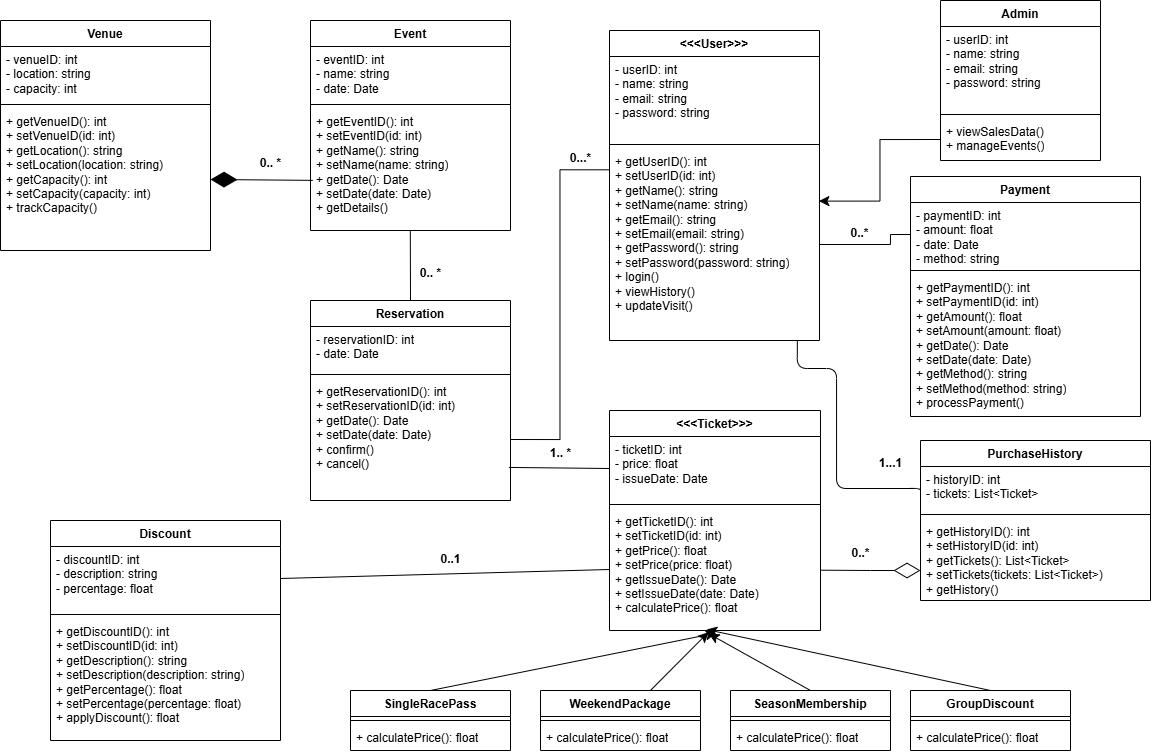 Venue
- venueID: int
- location: string
- capacity: int
+ getVenueID(): int
+ setVenueID(id: int)
+ getLocation(): string
+ setLocation(location: string)
+ getCapacity(): int
+ setCapacity(capacity: int)
+ trackCapacity()
0.. *
Event
- eventID: int
- name: string
- date: Date
+ getEventID(): int
+ setEventID(id: int)
+ getName(): string
+ setName(name: string)
+ getDate(): Date
+ setDate(date: Date)
+ getDetails()
0.. *
<<<User>>>
- userID: int
- name: string
- email: string
- password: string
+ getUserID(): int
+ setUserID(id: int)
+ getName(): string
+ setName(name: string)
+ getEmail(): string
+ setEmail(email: string)
+ getPassword(): string
+ setPassword(password: string)
+ login()
+ viewHistory()
+ updateVisit()
0...*
Admin
- userID: int
- name: string
- email: string
- password: string
+ viewSalesData()
+ manageEvents()
0..*
Payment
- paymentID: int
- amount: float
- date: Date
- method: string
+ getPaymentID(): int
+ setPaymentID(id: int)
+ getAmount(): float
+ setAmount(amount: float)
+ getDate(): Date
+ setDate(date: Date)
+ getMethod(): string
+ setMethod(method: string)
+ processPayment()
Reservation
- reservationID: int
- date: Date
+ getReservationID(): int
+ setReservationID(id: int)
+ getDate(): Date
+ setDate(date: Date)
+ confirm()
+ cancel()
1.. *
<<<Ticket>>>
- ticketID: int
- price: float
- issueDate: Date
+ getTicketID(): int
+ setTicketID(id: int)
+ getPrice(): float
+ setPrice(price: float)
+ getIssueDate(): Date
+ setIssueDate(date: Date)
+ calculatePrice(): float
1...1
0..*
PurchaseHistory
- historyID: int
- tickets: List<Ticket>
+ getHistoryID(): int
+ setHistoryID(id: int)
+ getTickets(): List<Ticket>
+ setTickets(tickets: List<Ticket>)
+ getHistory()
Discount
- discountID: int
- description: string
- percentage: float
+ getDiscountID(): int
+ setDiscountID(id: int)
+ getDescription(): string
+ setDescription(description: string)
+ getPercentage(): float
+ setPercentage(percentage: float)
+ applyDiscount(): float
0..1
SingleRacePass
+ calculatePrice(): float
WeekendPackage
+ calculatePrice(): float
SeasonMembership
+ calculatePrice(): float
GroupDiscount
+ calculatePrice(): float